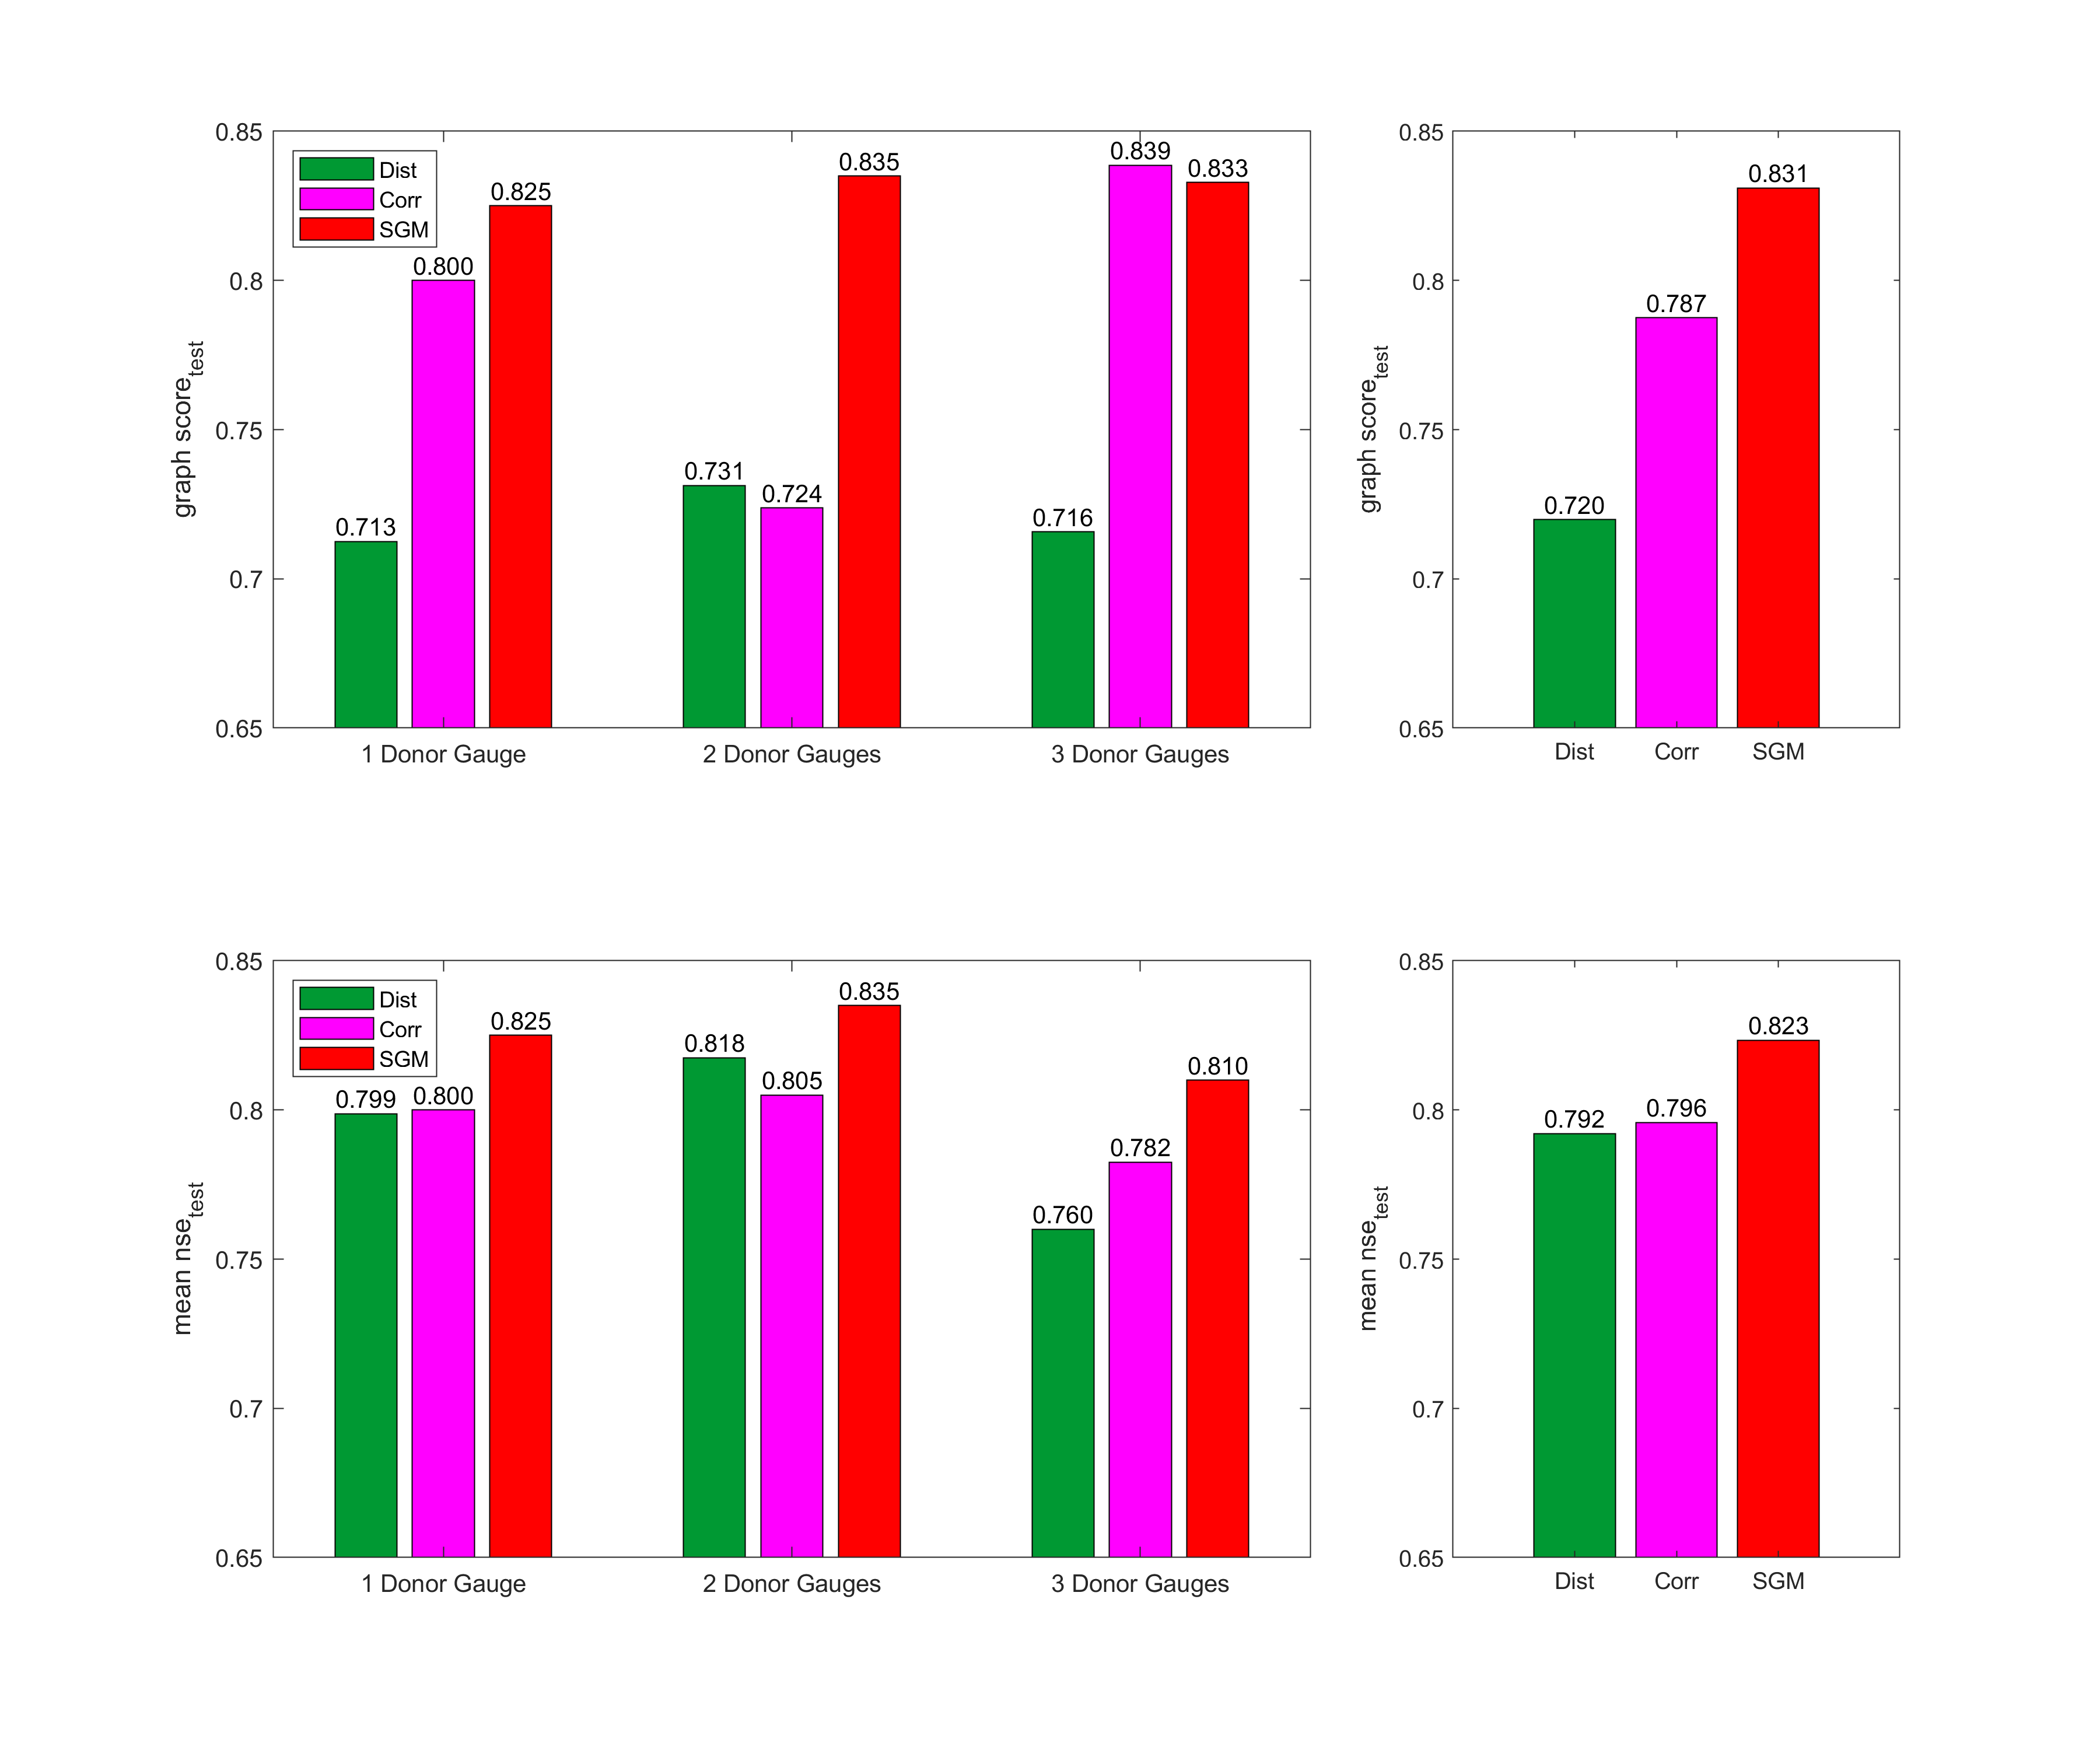 0.85
0.8
0.75
0.7
0.65
graph score_test
Dist
Corr
SGM
0.713
0.800
0.825
0.731
0.724
0.835
0.716
0.839
0.833
1 Donor Gauge
2 Donor Gauges
3 Donor Gauges
0.85
0.8
0.75
0.7
0.65
graph score_test
0.720
0.787
0.831
Dist
Corr
SGM
0.85
0.8
0.75
0.7
0.65
mean nse_test
Dist
Corr
SGM
0.799
0.800
0.825
0.818
0.805
0.835
0.760
0.782
0.810
1 Donor Gauge
2 Donor Gauges
3 Donor Gauges
0.85
0.8
0.75
0.7
0.65
mean nse_test
0.792
0.796
0.823
Dist
Corr
SGM